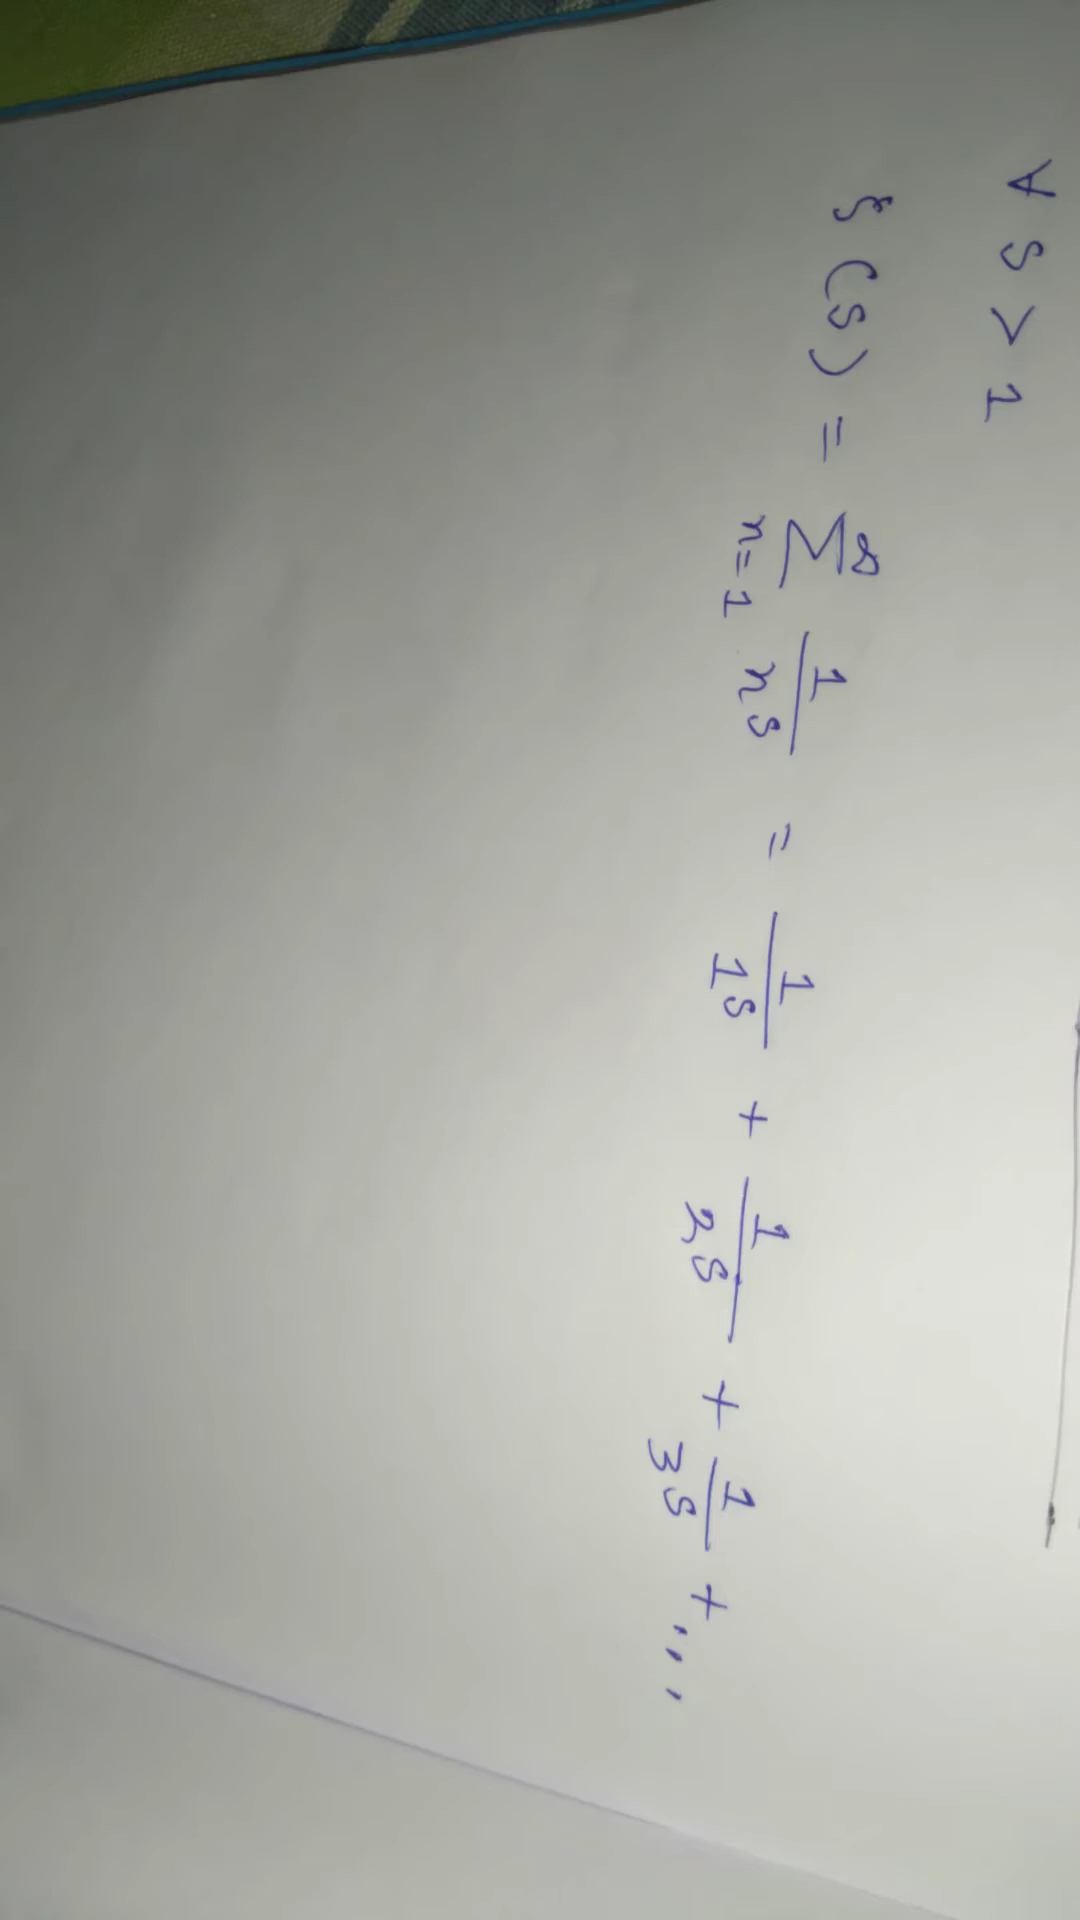 ∀ s > 1
ξ(s) = ∑_{n=1}^{∞} 1/n^s = 1/1^s + 1/2^s + 1/3^s + ...